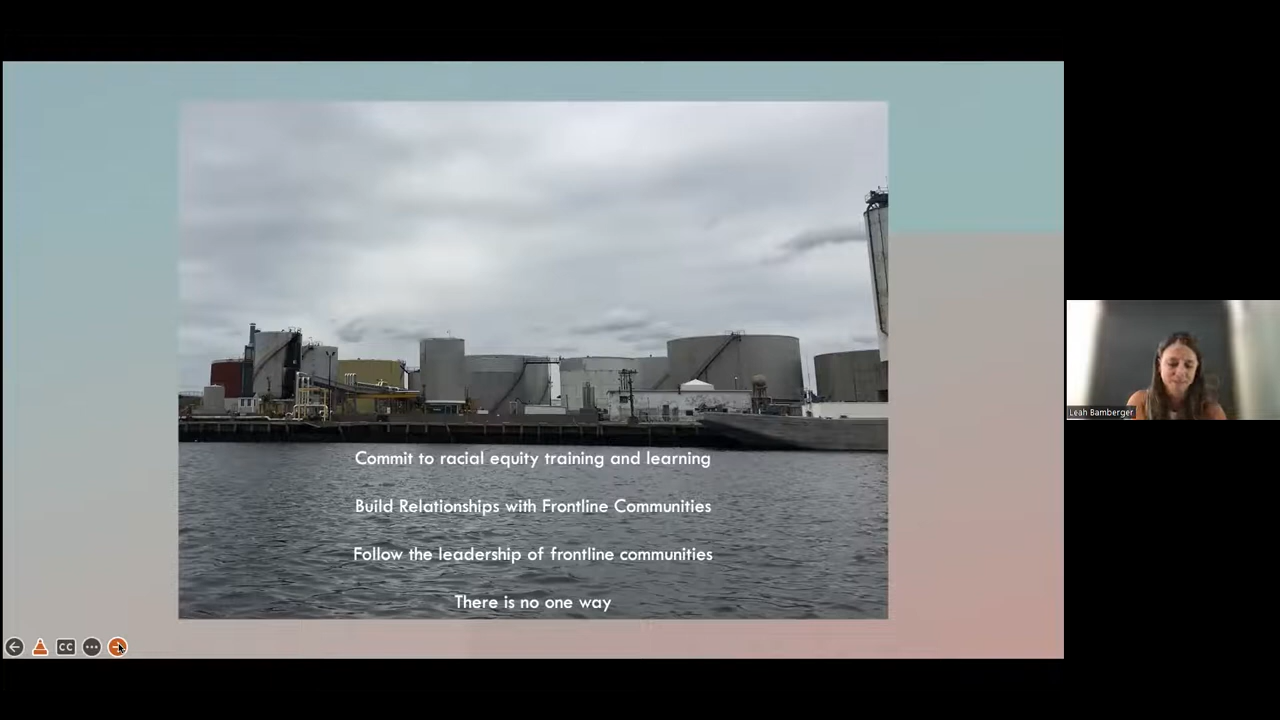 Commit to racial equity training and learning
Build Relationships with Frontline Communities
Follow the leadership of frontline communities
There is no one way
CC
Leah Bamberger